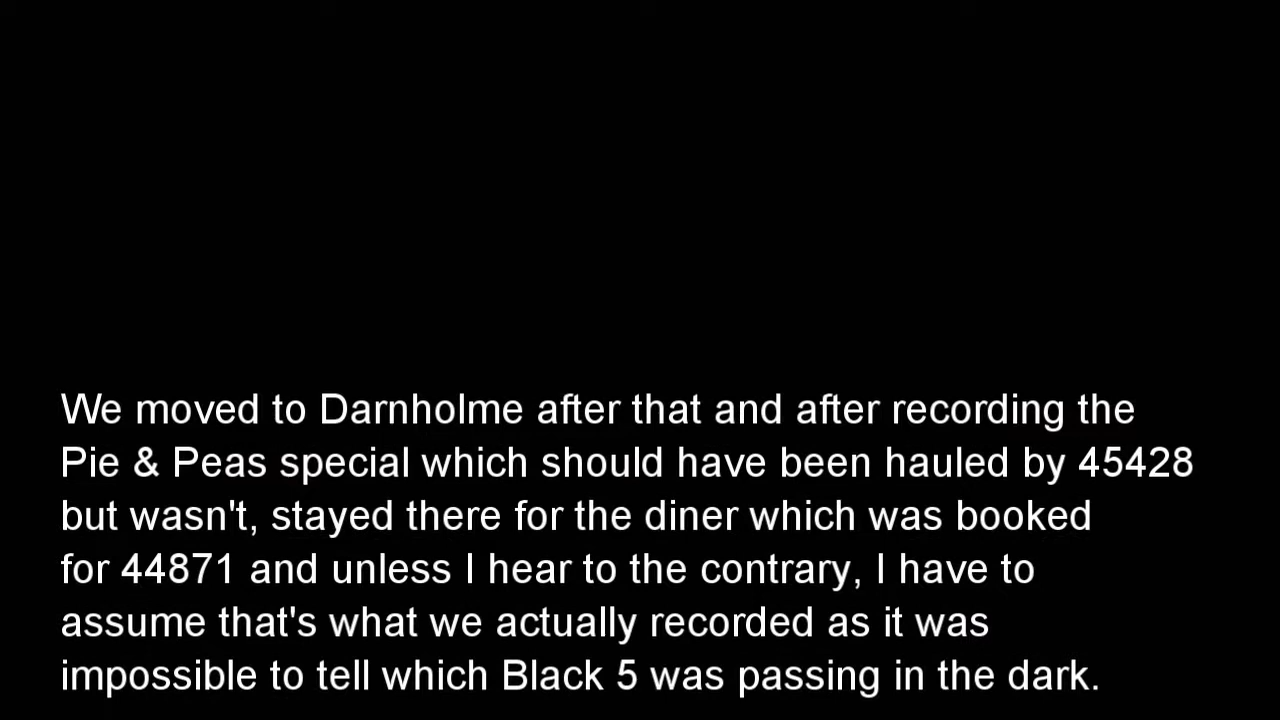 We moved to Darnholme after that and after recording the
Pie & Peas special which should have been hauled by 45428
but wasn't, stayed there for the diner which was booked
for 44871 and unless I hear to the contrary, I have to
assume that's what we actually recorded as it was
impossible to tell which Black 5 was passing in the dark.